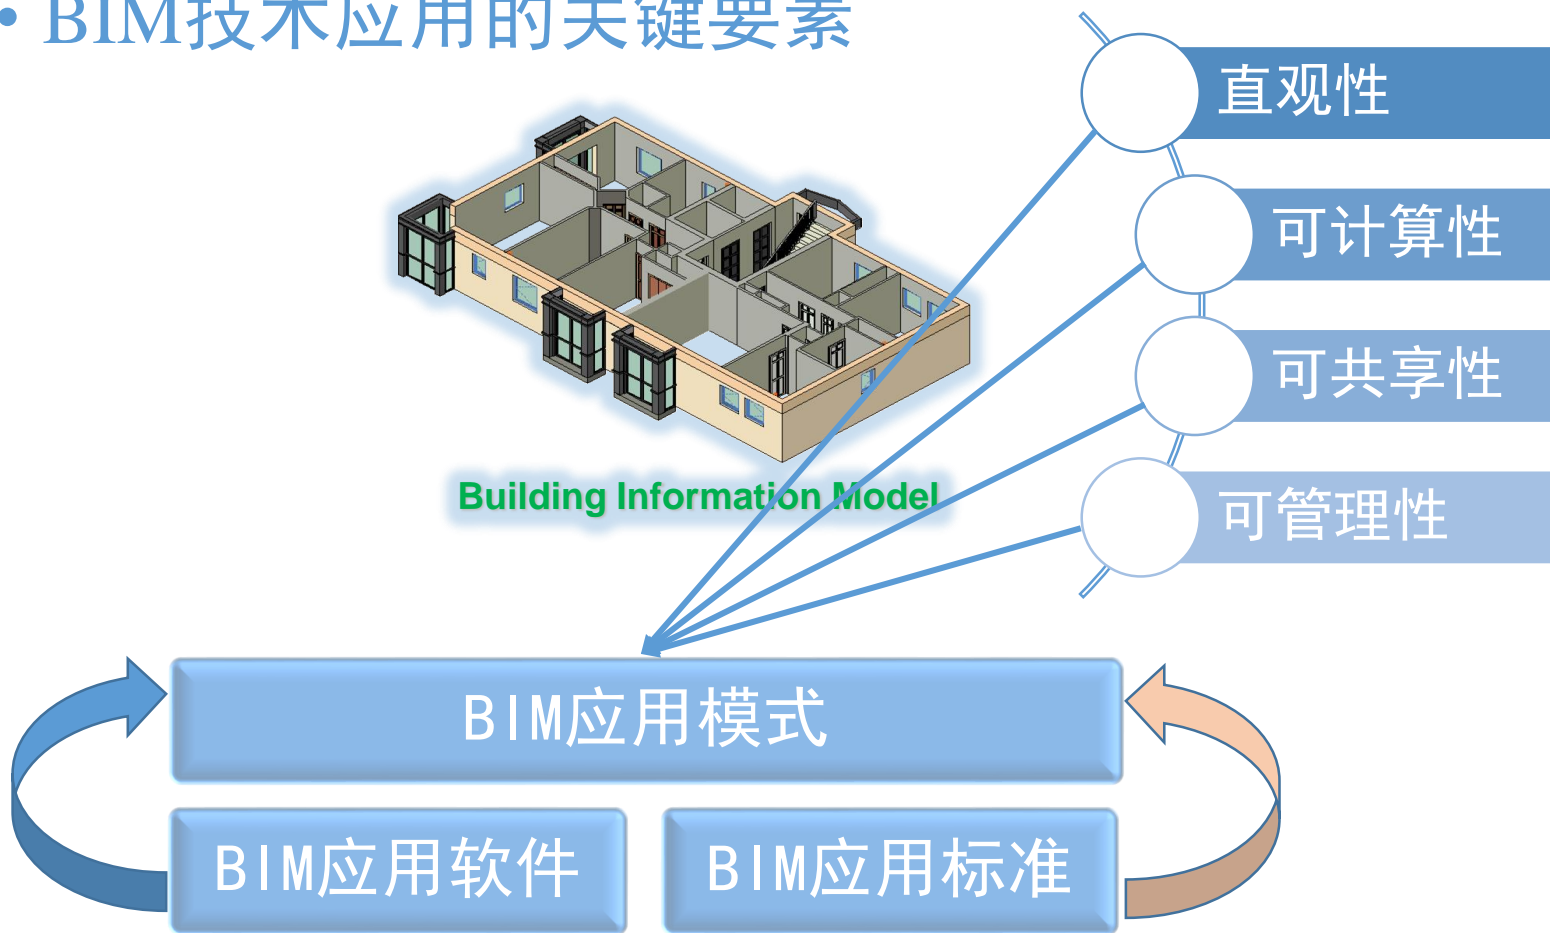 • BIM技术应用的关键要素
直观性
可计算性
可共享性
可管理性
Building Information Model
BIM应用模式
BIM应用软件
BIM应用标准